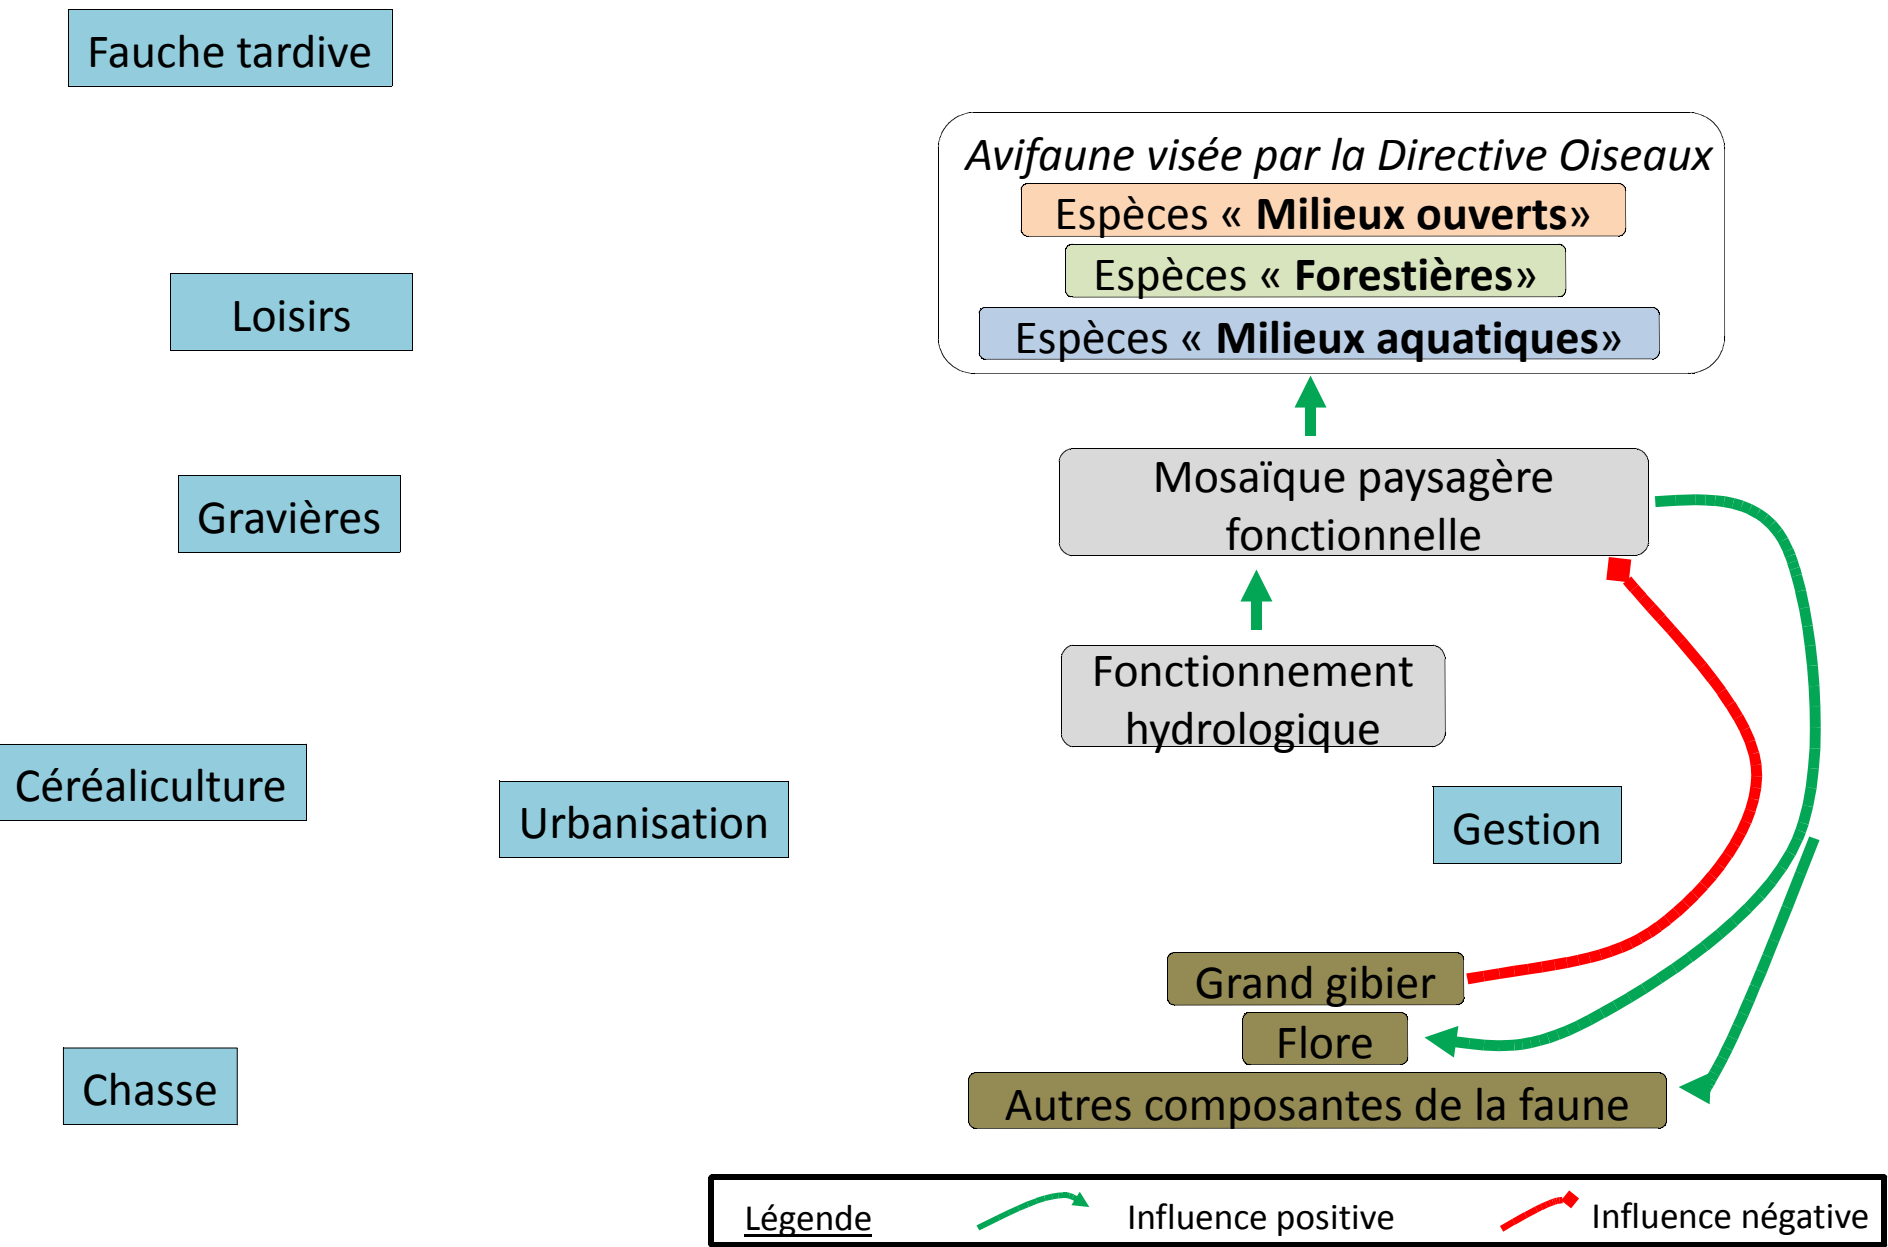 Fauche tardive
Avifaune visée par la Directive Oiseaux
Espèces « Milieux ouverts»
Espèces « Forestières»
Espèces « Milieux aquatiques»
Loisirs
Mosaïque paysagère
fonctionnelle
Gravières
Fonctionnement
hydrologique
Céréaliculture
Urbanisation
Gestion
Grand gibier
Flore
Autres composantes de la faune
Chasse
Légende
Influence positive
Influence négative